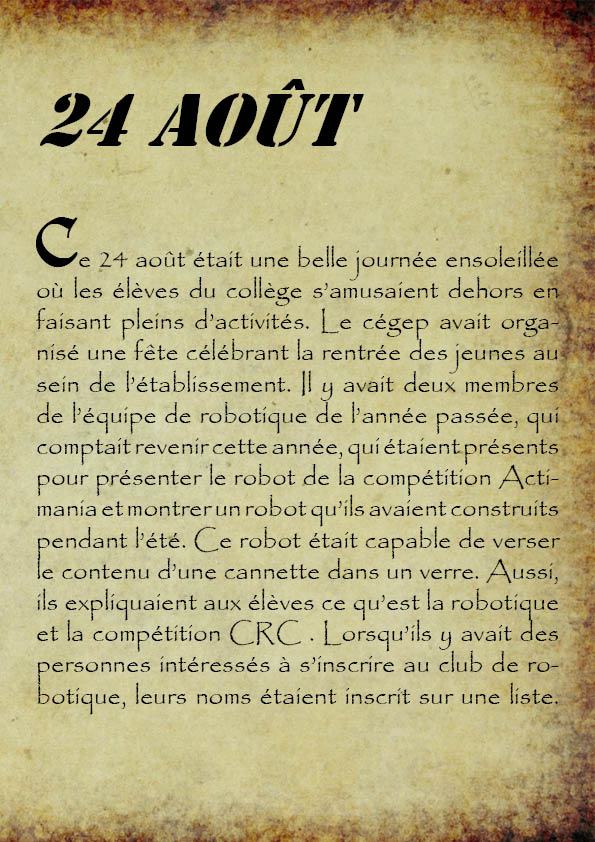 24 AOÛT
Ce 24 août était une belle journée ensoleillée
où les élèves du collège s'amusaient dehors en
faisant pleins d'activités. Le cégep avait orga-
nisé une fête célébrant la rentrée des jeunes au
sein de l'établissement. Il y avait deux membres
de l'équipe de robotique de l'année passée, qui
comptait revenir cette année, qui étaient présents
pour présenter le robot de la compétition Acti-
mania et montrer un robot qu'ils avaient construits
pendant l'été. Ce robot était capable de verser
le contenu d'une cannette dans un verre. Aussi,
ils expliquaient aux élèves ce qu'est la robotique
et la compétition CRC . Lorsqu'ils y avait des
personnes intéressés à s'inscrire au club de ro-
botique, leurs noms étaient inscrit sur une liste.